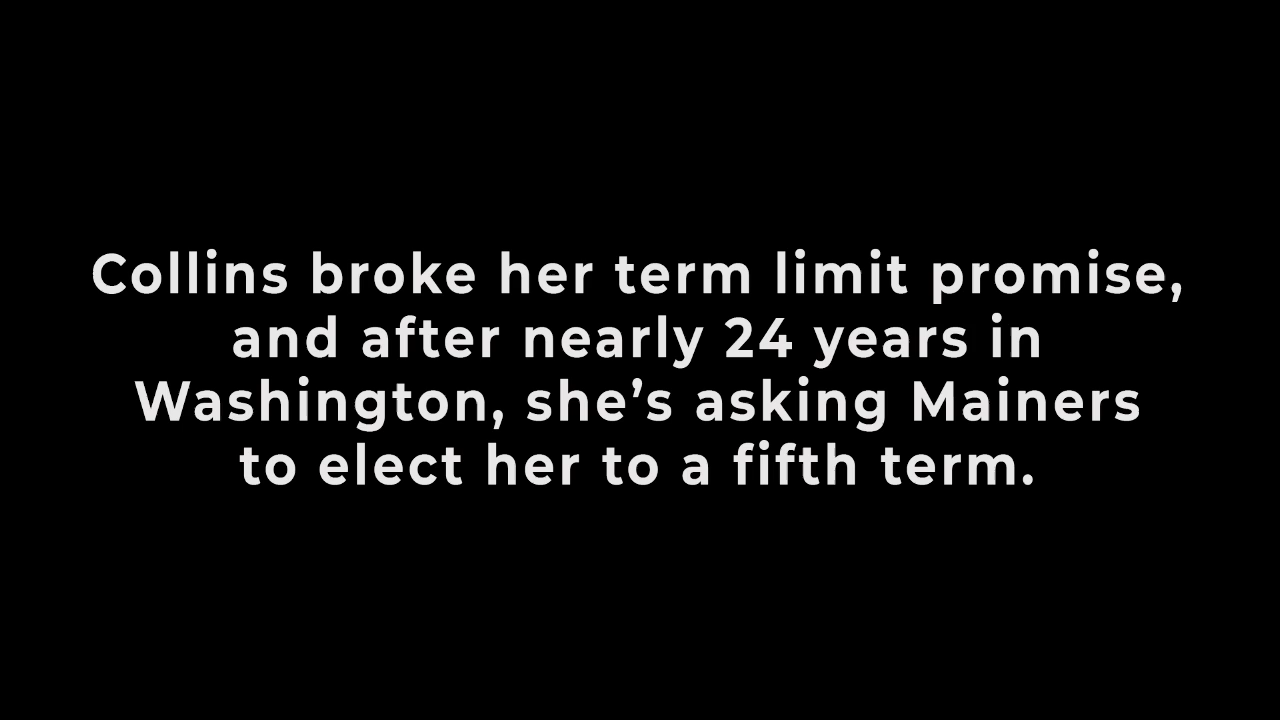 Collins broke her term limit promise,
and after nearly 24 years in
Washington, she’s asking Mainers
to elect her to a fifth term.